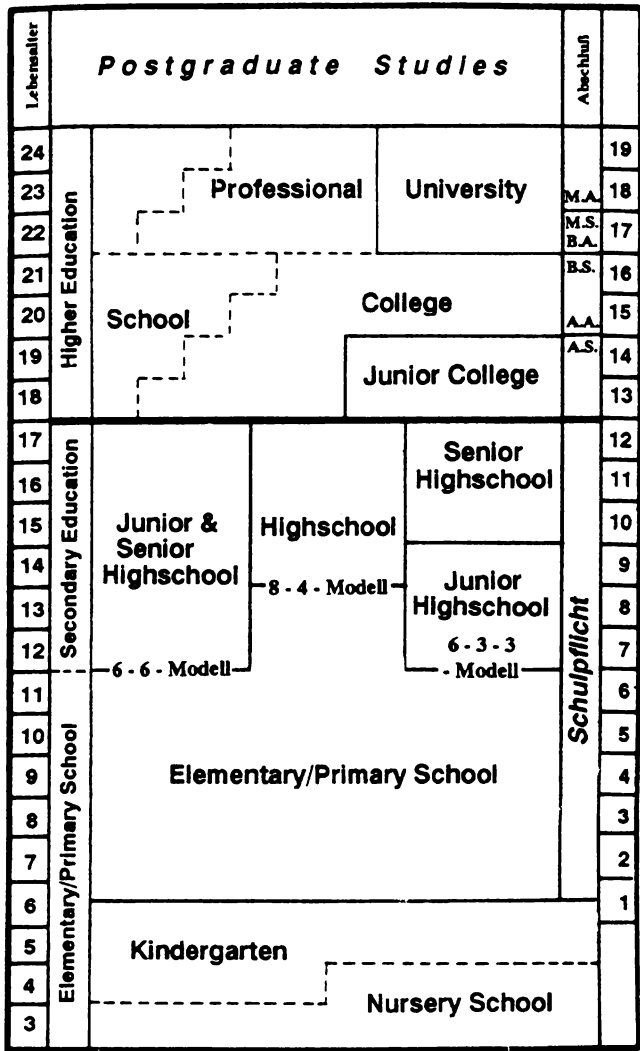 Lebensalter
Postgraduate Studies
Abschluß
24
23
22
21
20
19
18
17
16
15
14
13
12
11
10
9
8
7
6
5
4
3
Higher Education
Secondary Education
Elementary/Primary School
Professional
University
School
College
Junior College
Junior &
Senior
Highschool
6 - 6 - Modell
Highschool
8 - 4 - Modell
Senior
Highschool
Junior
Highschool
6 - 3 - 3
- Modell
Elementary/Primary School
Kindergarten
Nursery School
M.A.
M.S.
B.A.
B.S.
A.A.
A.S.
Schulpflicht
19
18
17
16
15
14
13
12
11
10
9
8
7
6
5
4
3
2
1